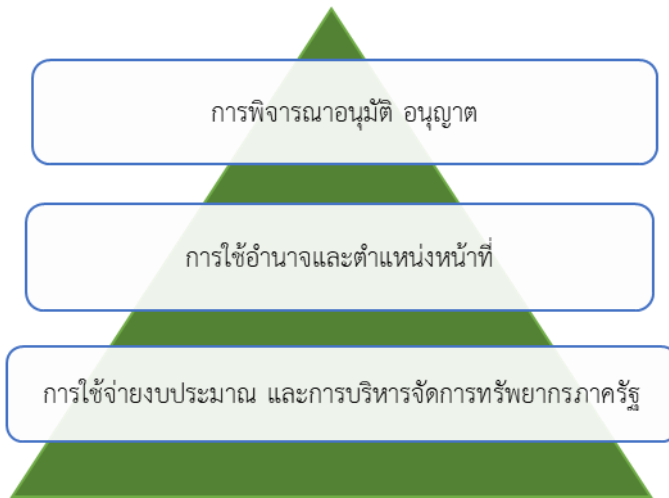 การพิจารณาอนุมัติ อนุญาต
การใช้อำนาจและตำแหน่งหน้าที่
การใช้จ่ายงบประมาณ และการบริหารจัดการทรัพยากรภาครัฐ